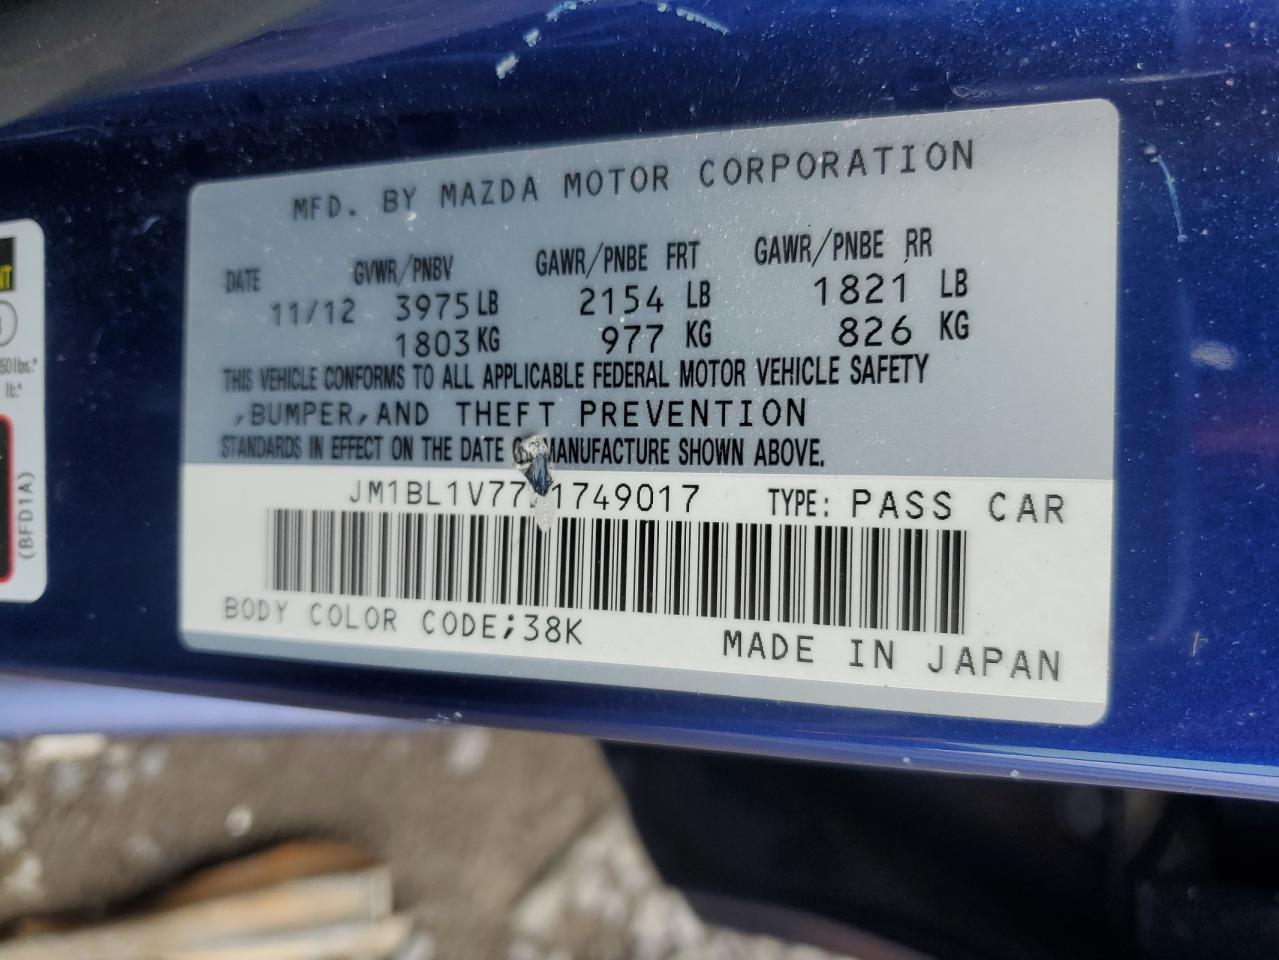 MFD. BY MAZDA MOTOR CORPORATION
DATE GVWR/PNBV GAWR/PNBE FRT GAWR/PNBE RR
11/12 3975 LB 2154 LB 1821 LB
1803 KG 977 KG 826 KG
THIS VEHICLE CONFORMS TO ALL APPLICABLE FEDERAL MOTOR VEHICLE SAFETY
,BUMPER,AND THEFT PREVENTION
STANDARDS IN EFFECT ON THE DATE MANUFACTURE SHOWN ABOVE.
TYPE: PASS CAR
BODY COLOR CODE;38K
MADE IN JAPAN
lb.*
(BFD1A)